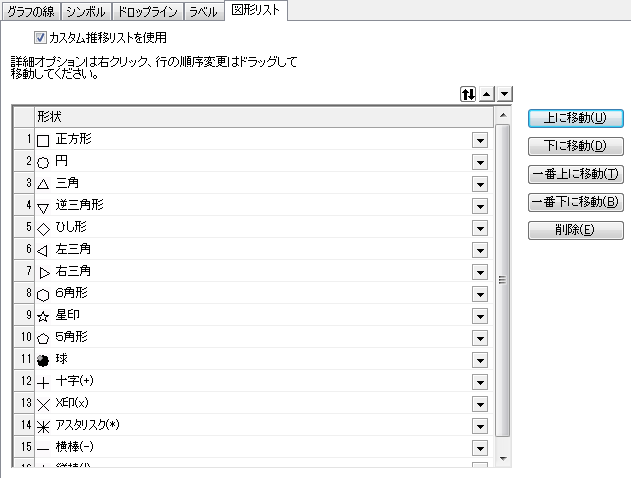 グラフの線 シンボル ドロップライン ラベル 図形リスト
カスタム推移リストを使用
詳細オプションは右クリック、行の順序変更はドラッグして
移動してください。
形状
1 正方形
2 円
3 三角
4 逆三角形
5 ひし形
6 左三角
7 右三角
8 6角形
9 星印
10 5角形
11 球
12 十字(+)
13 X印(x)
14 アスタリスク(*)
15 横棒(-)
上に移動(U)
下に移動(D)
一番上に移動(T)
一番下に移動(B)
削除(E)